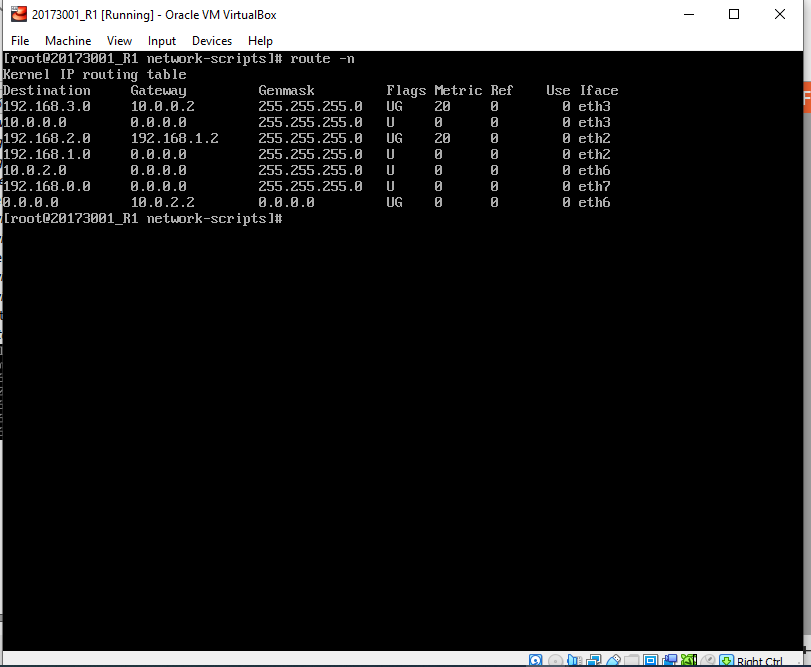 20173001_R1 [Running] - Oracle VM VirtualBox
File Machine View Input Devices Help
[root@20173001_R1 network-scripts]# route -n
Kernel IP routing table
Destination Gateway Genmask Flags Metric Ref Use Iface
192.168.3.0 10.0.0.2 255.255.255.0 UG 20 0 0 eth3
10.0.0.0 0.0.0.0 255.255.255.0 U 0 0 0 eth3
192.168.2.0 192.168.1.2 255.255.255.0 UG 20 0 0 eth2
192.168.1.0 0.0.0.0 255.255.255.0 U 0 0 0 eth2
10.0.2.0 0.0.0.0 255.255.255.0 U 0 0 0 eth6
192.168.0.0 0.0.0.0 255.255.255.0 U 0 0 0 eth7
0.0.0.0 10.0.2.2 0.0.0.0 UG 0 0 0 eth6
[root@20173001_R1 network-scripts]#
Right Ctrl